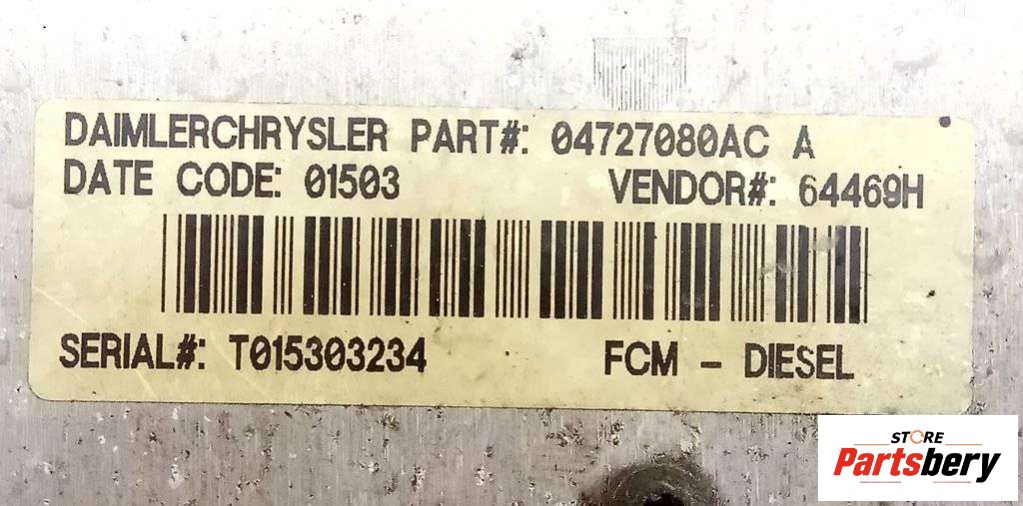 DAIMLERCHRYSLER PART#: 04727080AC A
DATE CODE: 01503 VENDOR#: 64469H
SERIAL#: T015303234 FCM - DIESEL
STORE
Partsbery